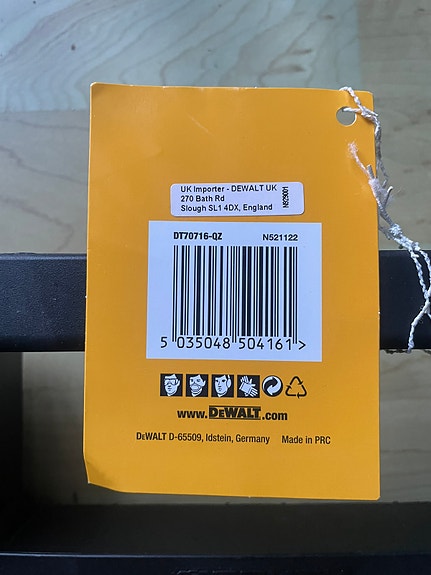 UK Importer - DEWALT UK
270 Bath Rd
Slough SL1 4DX, England
N929001
DT70716-QZ N521122
5 035048 504161 >
www.DEWALT.com
DEWALT D-65509, Idstein, Germany Made in PRC